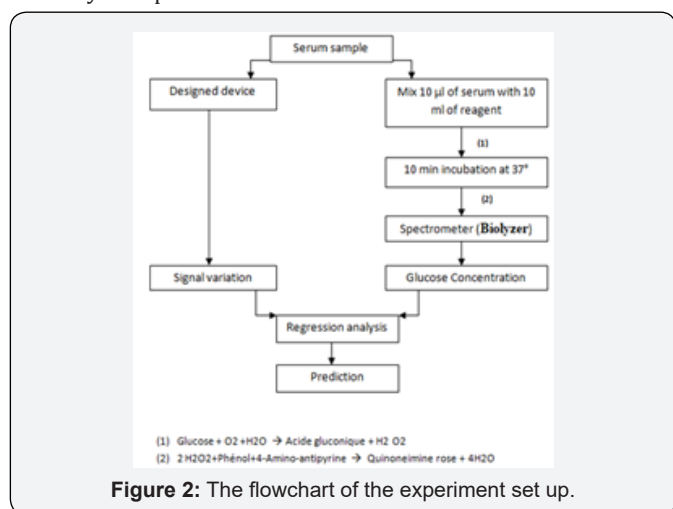 Serum sample
Designed device
Mix 10 µl of serum with 10
ml of reagent
(1)
10 min incubation at 37°
(2)
Spectrometer (Biolyzer)
Signal variation
Glucose Concentration
Regression analysis
Prediction
(1) Glucose + O2 +H2O → Acide gluconique + H2 O2
(2) 2 H2O2+Phénol+4-Amino-antipyrine → Quinoneimine rose + 4H2O
Figure 2: The flowchart of the experiment set up.